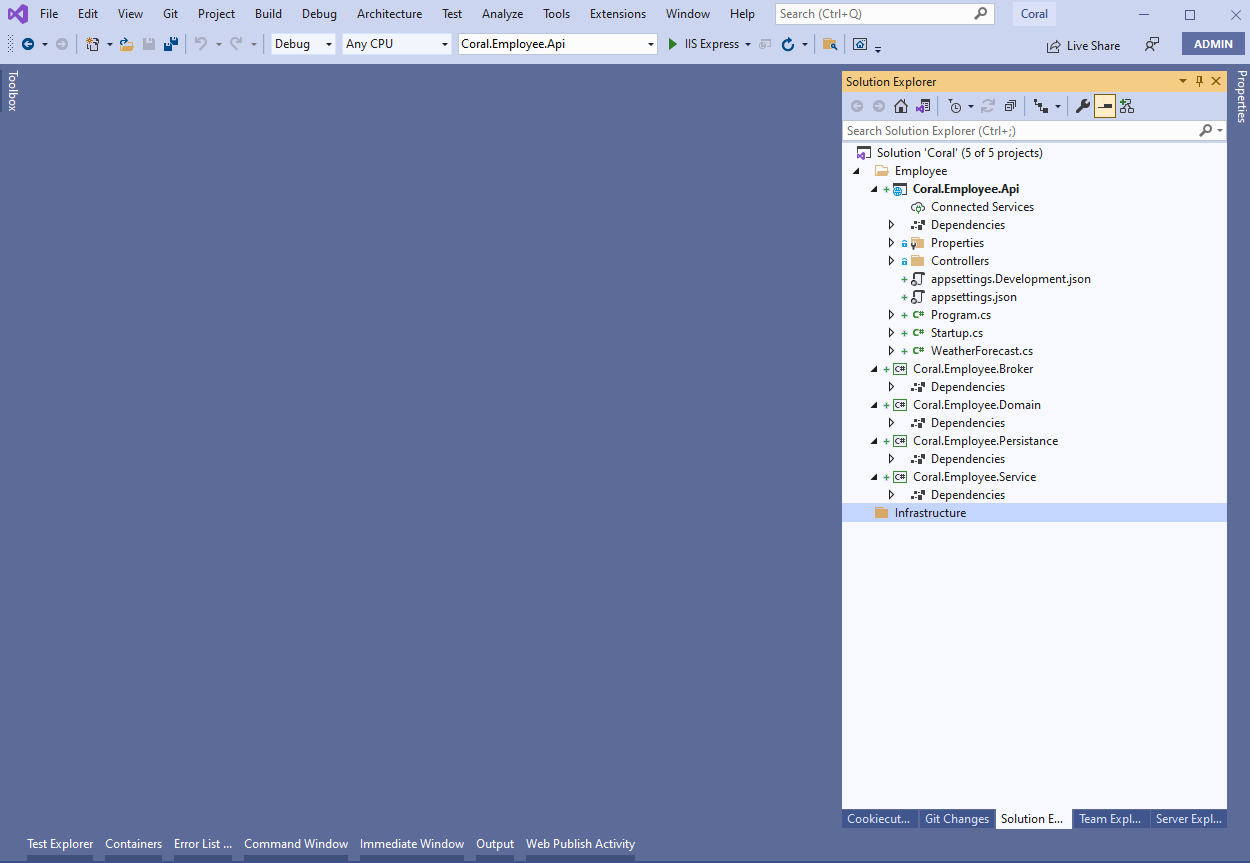 File Edit View Git Project Build Debug Architecture Test Analyze Tools Extensions Window Help Search (Ctrl+Q) Coral
Debug Any CPU Coral.Employee.Api IIS Express Live Share ADMIN
Toolbox
Solution Explorer
Properties
Search Solution Explorer (Ctrl+;)
Solution 'Coral' (5 of 5 projects)
Employee
Coral.Employee.Api
Connected Services
Dependencies
Properties
Controllers
appsettings.Development.json
appsettings.json
C# Program.cs
C# Startup.cs
C# WeatherForecast.cs
C# Coral.Employee.Broker
Dependencies
C# Coral.Employee.Domain
Dependencies
C# Coral.Employee.Persistance
Dependencies
C# Coral.Employee.Service
Dependencies
Infrastructure
Cookiecut... Git Changes Solution E... Team Expl... Server Expl...
Test Explorer Containers Error List ... Command Window Immediate Window Output Web Publish Activity